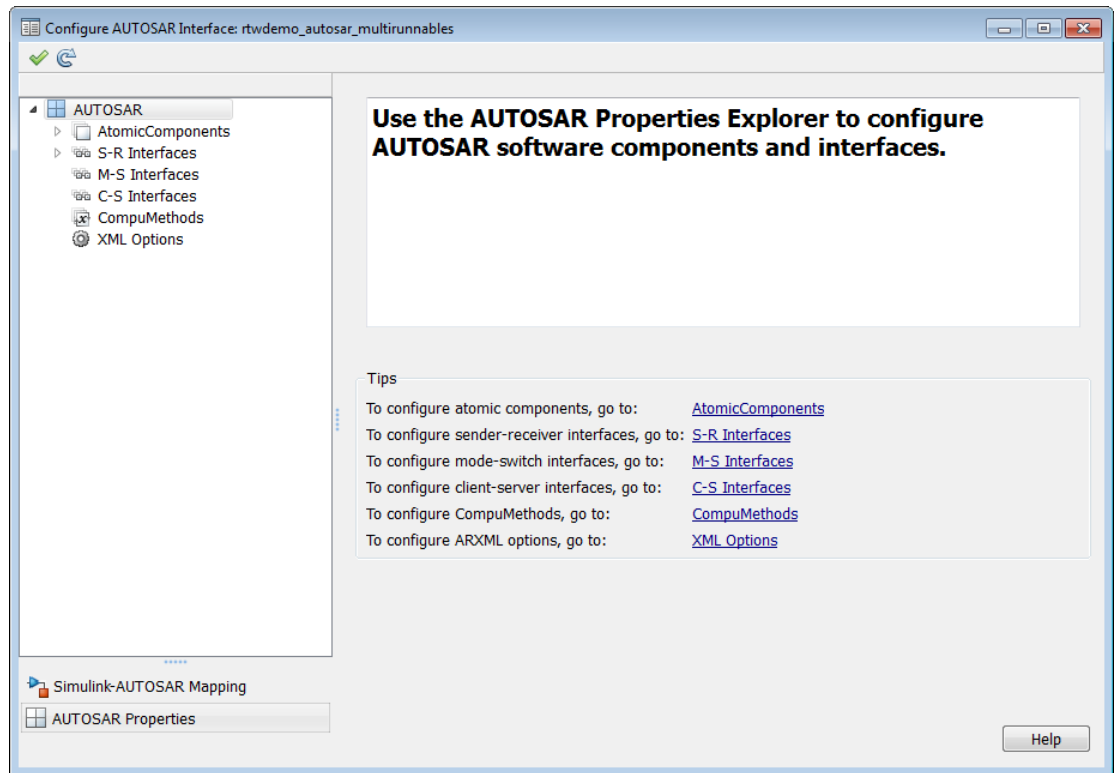 Configure AUTOSAR Interface: rtwdemo_autosar_multirunnables
AUTOSAR
AtomicComponents
S-R Interfaces
M-S Interfaces
C-S Interfaces
CompuMethods
XML Options
Use the AUTOSAR Properties Explorer to configure
AUTOSAR software components and interfaces.
Tips
To configure atomic components, go to: AtomicComponents
To configure sender-receiver interfaces, go to: S-R Interfaces
To configure mode-switch interfaces, go to: M-S Interfaces
To configure client-server interfaces, go to: C-S Interfaces
To configure CompuMethods, go to: CompuMethods
To configure ARXML options, go to: XML Options
Simulink-AUTOSAR Mapping
AUTOSAR Properties
Help